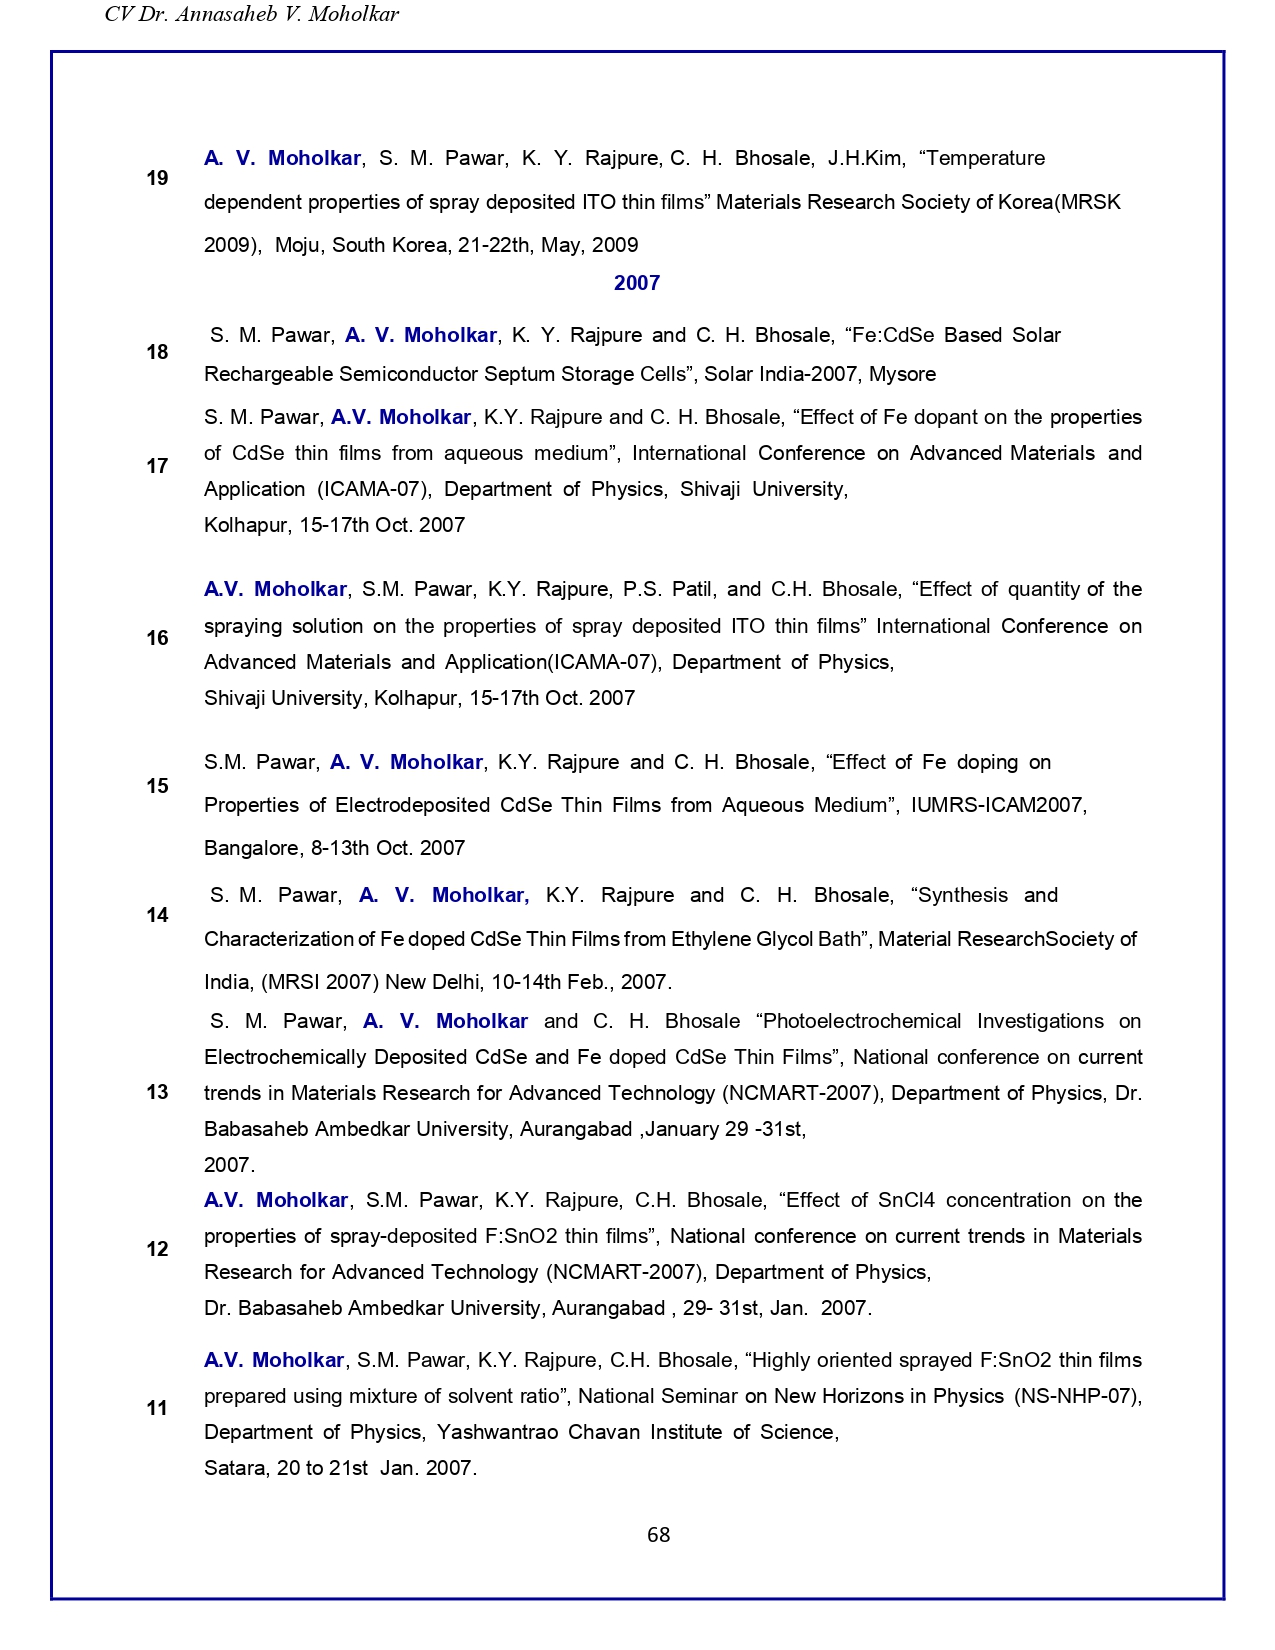 CV Dr. Annasaheb V. Moholkar
A. V. Moholkar, S. M. Pawar, K. Y. Rajpure, C. H. Bhosale, J.H.Kim, “Temperature
19
dependent properties of spray deposited ITO thin films” Materials Research Society of Korea(MRSK
2009), Moju, South Korea, 21-22th, May, 2009
2007
S. M. Pawar, A. V. Moholkar, K. Y. Rajpure and C. H. Bhosale, “Fe:CdSe Based Solar
18
Rechargeable Semiconductor Septum Storage Cells”, Solar India-2007, Mysore
S. M. Pawar, A.V. Moholkar, K.Y. Rajpure and C. H. Bhosale, “Effect of Fe dopant on the properties
of CdSe thin films from aqueous medium”, International Conference on Advanced Materials and
17
Application (ICAMA-07), Department of Physics, Shivaji University,
Kolhapur, 15-17th Oct. 2007
A.V. Moholkar, S.M. Pawar, K.Y. Rajpure, P.S. Patil, and C.H. Bhosale, “Effect of quantity of the
spraying solution on the properties of spray deposited ITO thin films” International Conference on
16
Advanced Materials and Application(ICAMA-07), Department of Physics,
Shivaji University, Kolhapur, 15-17th Oct. 2007
S.M. Pawar, A. V. Moholkar, K.Y. Rajpure and C. H. Bhosale, “Effect of Fe doping on
15
Properties of Electrodeposited CdSe Thin Films from Aqueous Medium”, IUMRS-ICAM2007,
Bangalore, 8-13th Oct. 2007
S. M. Pawar, A. V. Moholkar, K.Y. Rajpure and C. H. Bhosale, “Synthesis and
14
Characterization of Fe doped CdSe Thin Films from Ethylene Glycol Bath”, Material ResearchSociety of
India, (MRSI 2007) New Delhi, 10-14th Feb., 2007.
S. M. Pawar, A. V. Moholkar and C. H. Bhosale “Photoelectrochemical Investigations on
Electrochemically Deposited CdSe and Fe doped CdSe Thin Films”, National conference on current
13
trends in Materials Research for Advanced Technology (NCMART-2007), Department of Physics, Dr.
Babasaheb Ambedkar University, Aurangabad ,January 29 -31st,
2007.
A.V. Moholkar, S.M. Pawar, K.Y. Rajpure, C.H. Bhosale, “Effect of SnCl4 concentration on the
properties of spray-deposited F:SnO2 thin films”, National conference on current trends in Materials
12
Research for Advanced Technology (NCMART-2007), Department of Physics,
Dr. Babasaheb Ambedkar University, Aurangabad , 29- 31st, Jan. 2007.
A.V. Moholkar, S.M. Pawar, K.Y. Rajpure, C.H. Bhosale, “Highly oriented sprayed F:SnO2 thin films
prepared using mixture of solvent ratio”, National Seminar on New Horizons in Physics (NS-NHP-07),
11
Department of Physics, Yashwantrao Chavan Institute of Science,
Satara, 20 to 21st Jan. 2007.
68